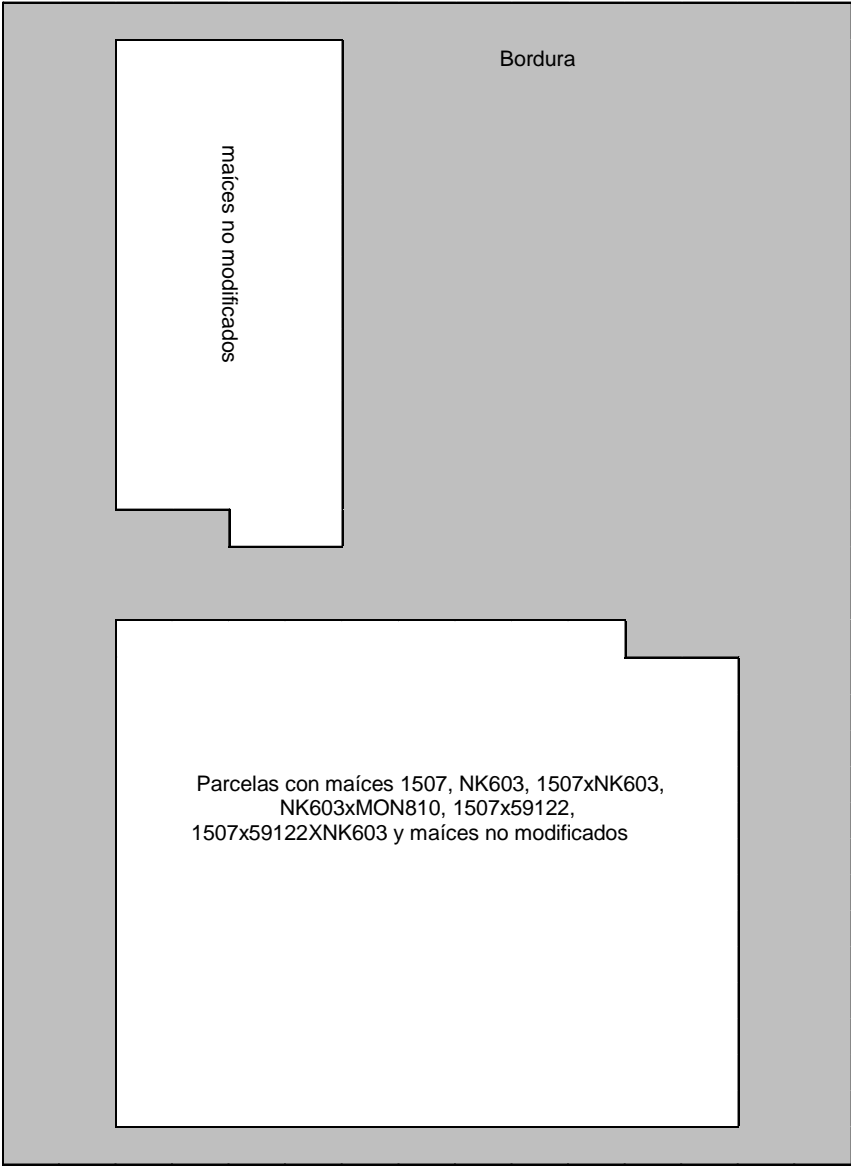 Bordura
maíces no modificados
Parcelas con maíces 1507, NK603, 1507xNK603,
NK603xMON810, 1507x59122,
1507x59122XNK603 y maíces no modificados